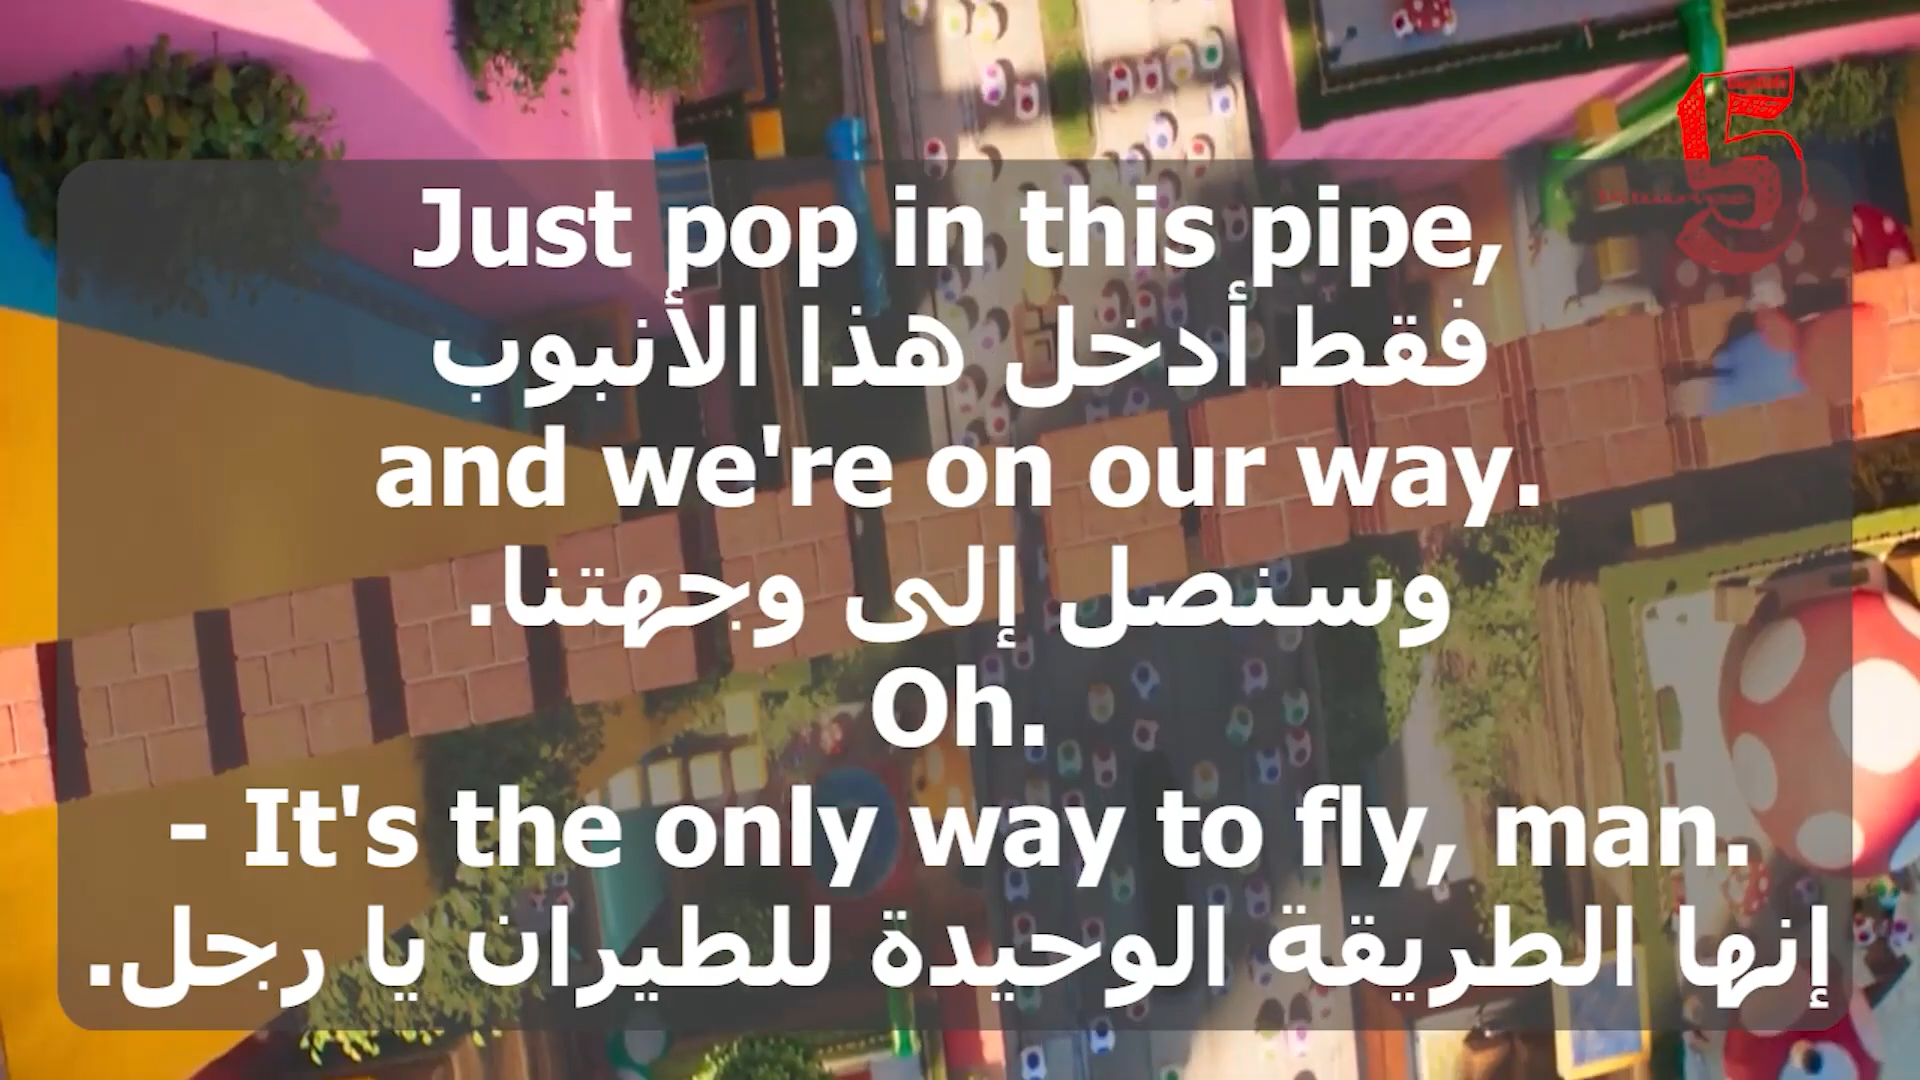 Just pop in this pipe,
فقط أدخل هذا الأنبوب
and we're on our way.
وسنصل إلى وجهتنا.
Oh.
- It's the only way to fly, man.
إنها الطريقة الوحيدة للطيران يا رجل.
5